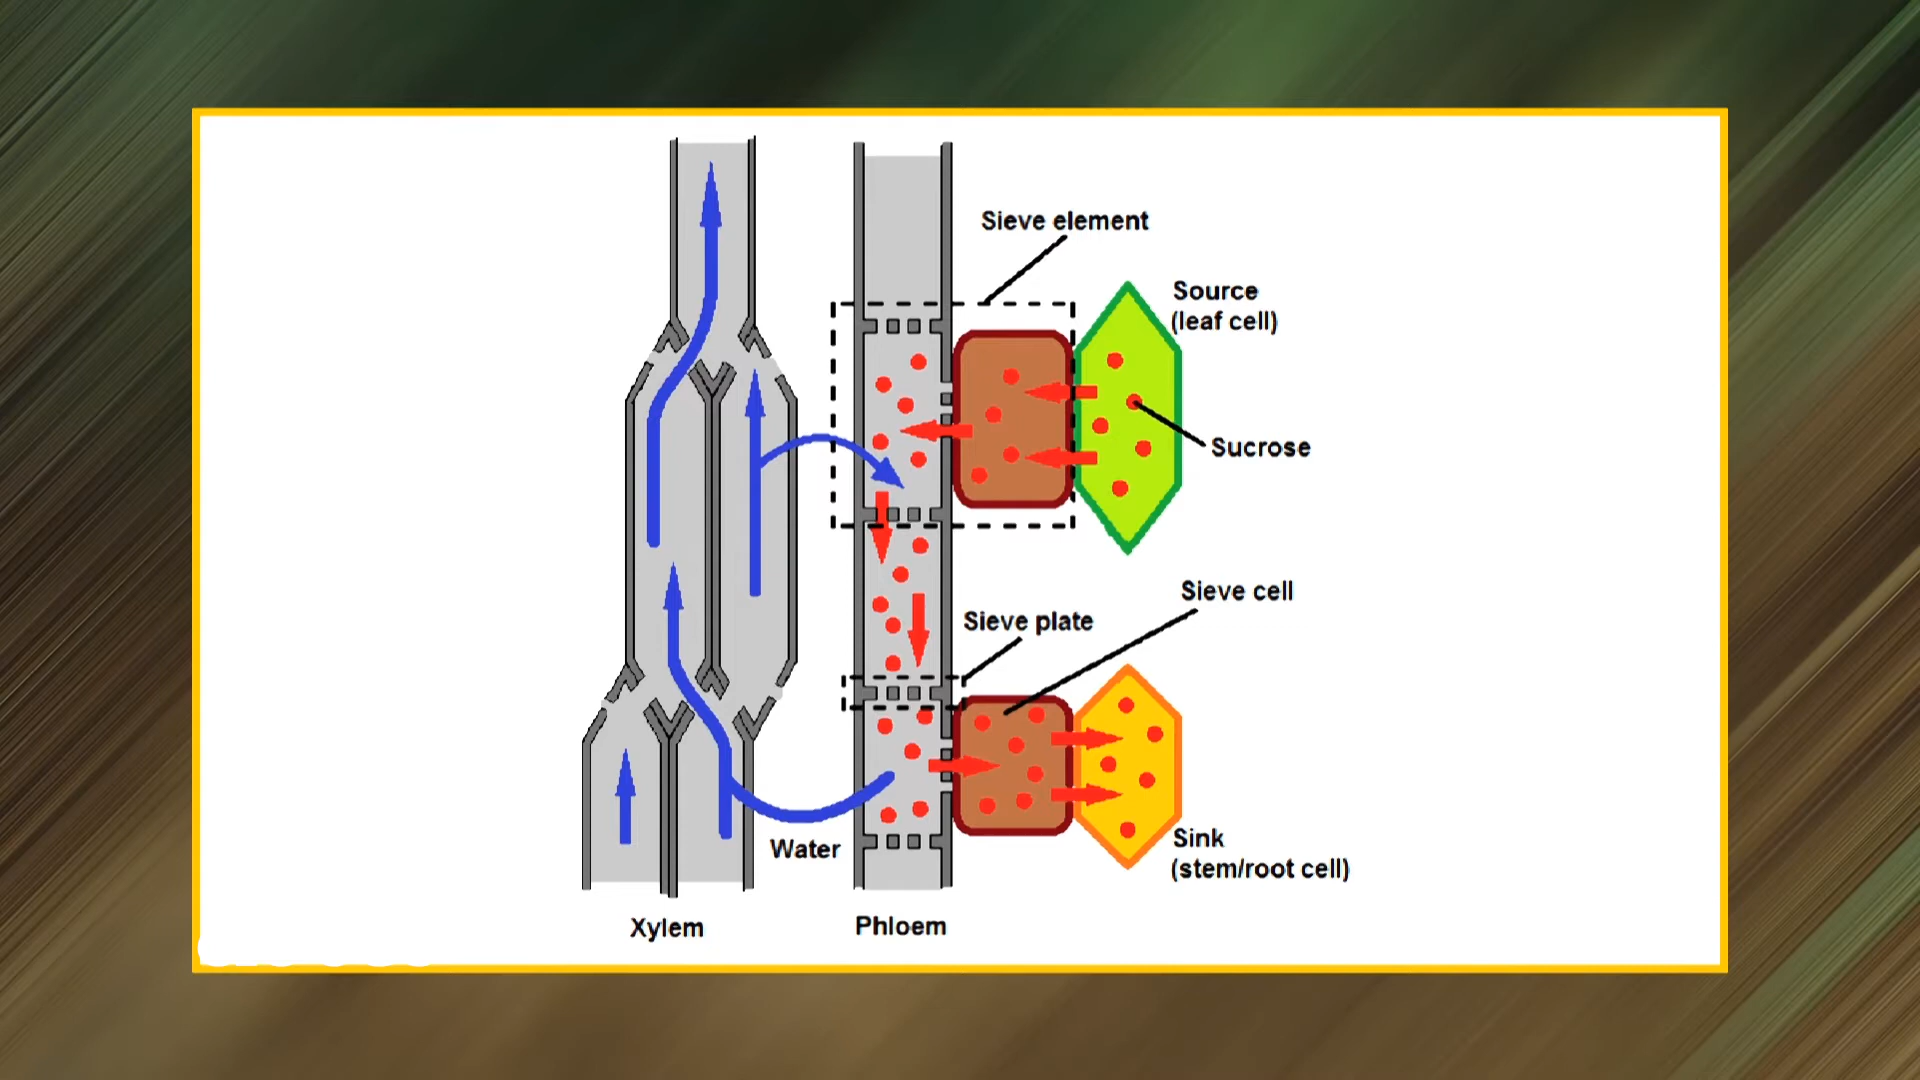 Sieve element
Source
(leaf cell)
Sucrose
Sieve cell
Sieve plate
Sink
(stem/root cell)
Water
Xylem
Phloem